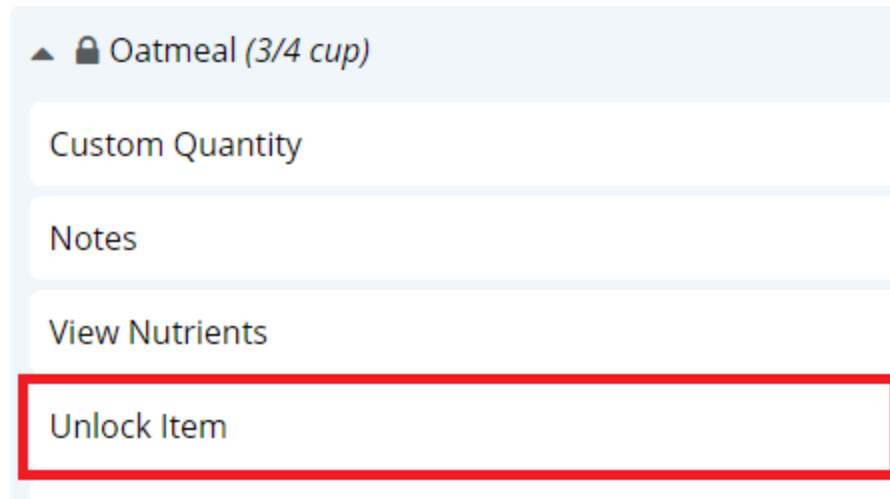 Oatmeal (3/4 cup)
Custom Quantity
Notes
View Nutrients
Unlock Item